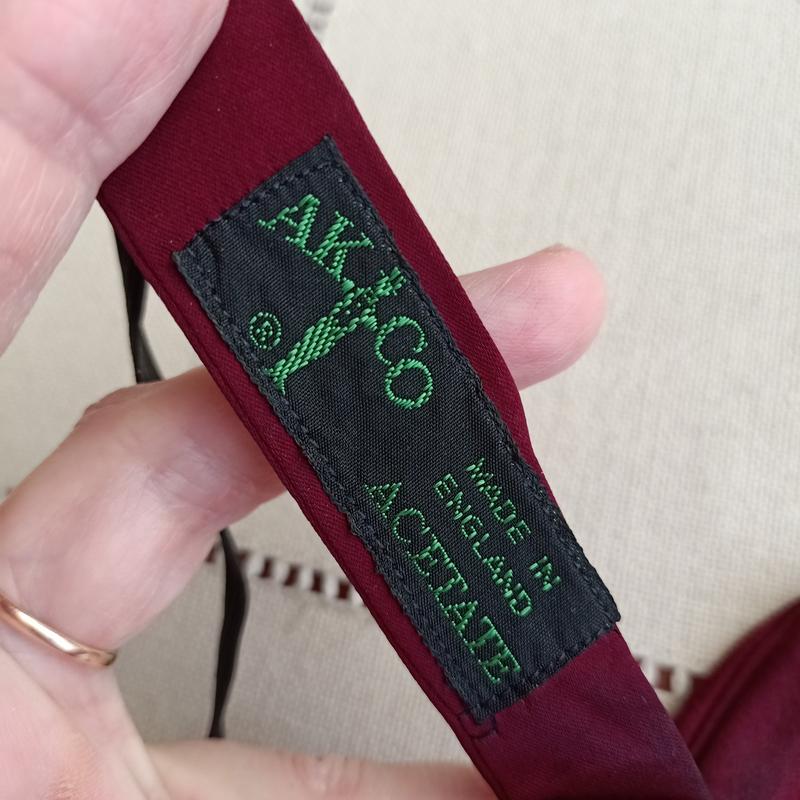 AK & CO
®
MADE IN
ENGLAND
ACETATE